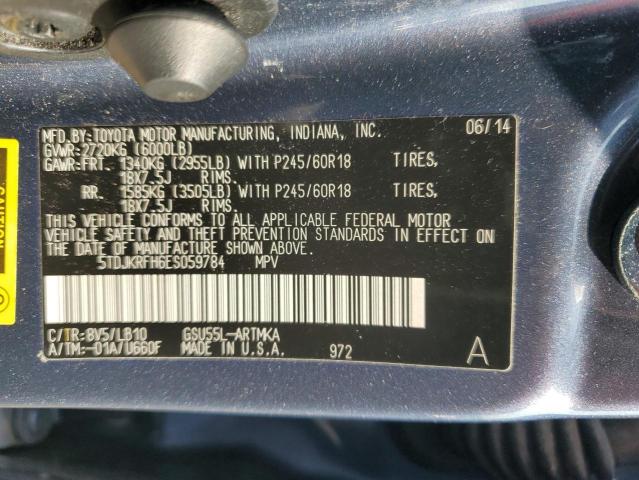 MFD.BY:TOYOTA MOTOR MANUFACTURING, INDIANA, INC. 06/14
GVWR:2720KG (6000LB)
GAWR:FRT. 1340KG (2955LB) WITH P245/60R18 TIRES,
18X7.5J RIMS.
RR. 1585KG (3505LB) WITH P245/60R18 TIRES,
18X7.5J RIMS.
THIS VEHICLE CONFORMS TO ALL APPLICABLE FEDERAL MOTOR
VEHICLE SAFETY AND THEFT PREVENTION STANDARDS IN EFFECT
ON THE DATE OF MANUFACTURE SHOWN ABOVE.
5TDJKRFH6ES059784 MPV
C/TR:8V5/LB10 GSU55L-ARTMKA
A/TM:-01A/U660F MADE IN U.S.A. 972 A